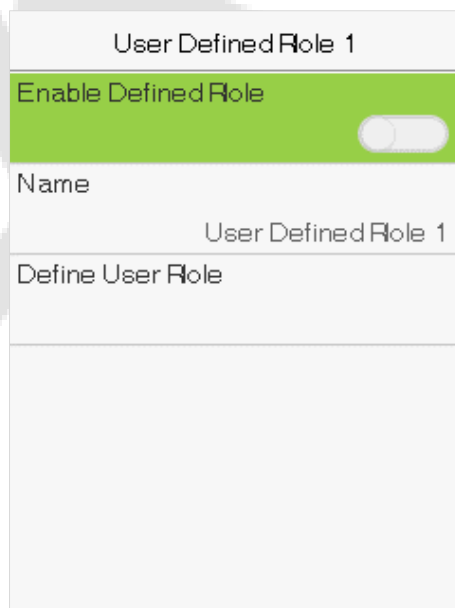 User Defined Role 1
Enable Defined Role
Name
User Defined Role 1
Define User Role